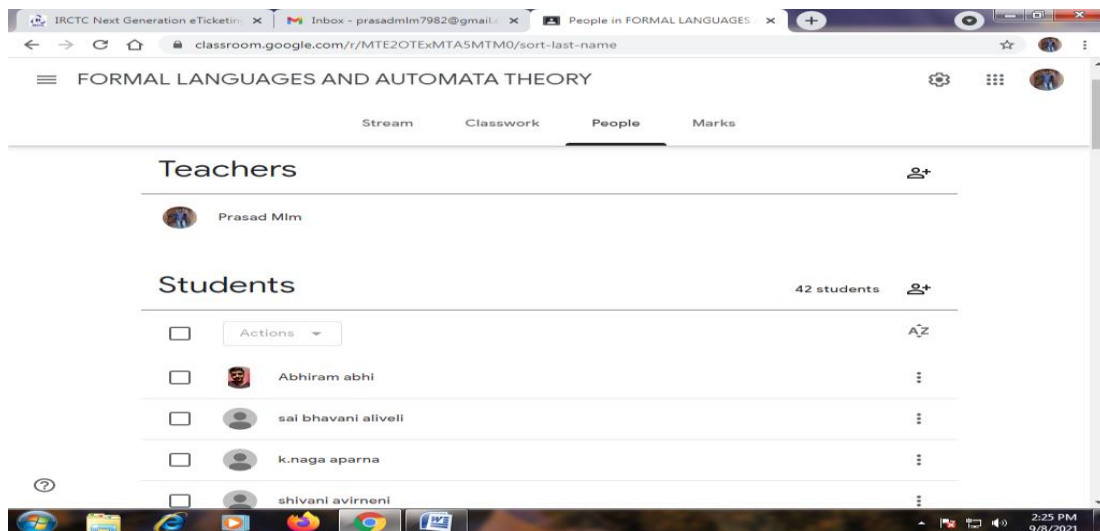 IRCTC Next Generation eTicketin
Inbox - prasadmlm7982@gmail.c
People in FORMAL LANGUAGES
classroom.google.com/r/MTE2OTExMTA5MTM0/sort-last-name
FORMAL LANGUAGES AND AUTOMATA THEORY
Stream Classwork People Marks
Teachers
Prasad Mlm
Students 42 students
Actions AZ
Abhiram abhi
sai bhavani aliveli
k.naga aparna
shivani avirneni
2:25 PM
9/8/2021